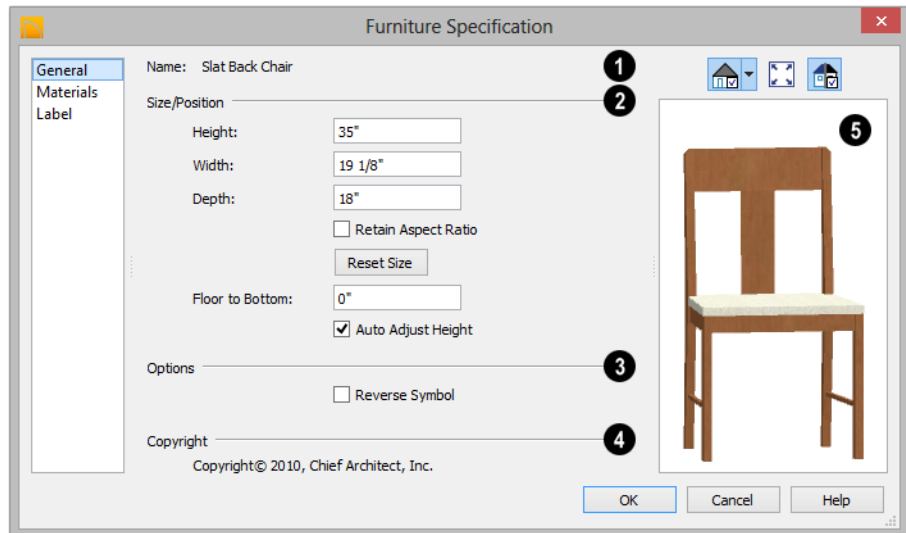 Furniture Specification
General
Materials
Label
Name: Slat Back Chair
1
Size/Position
2
Height: 35"
Width: 19 1/8"
Depth: 18"
Retain Aspect Ratio
Reset Size
Floor to Bottom: 0"
Auto Adjust Height
Options
3
Reverse Symbol
Copyright
4
Copyright© 2010, Chief Architect, Inc.
5
OK Cancel Help